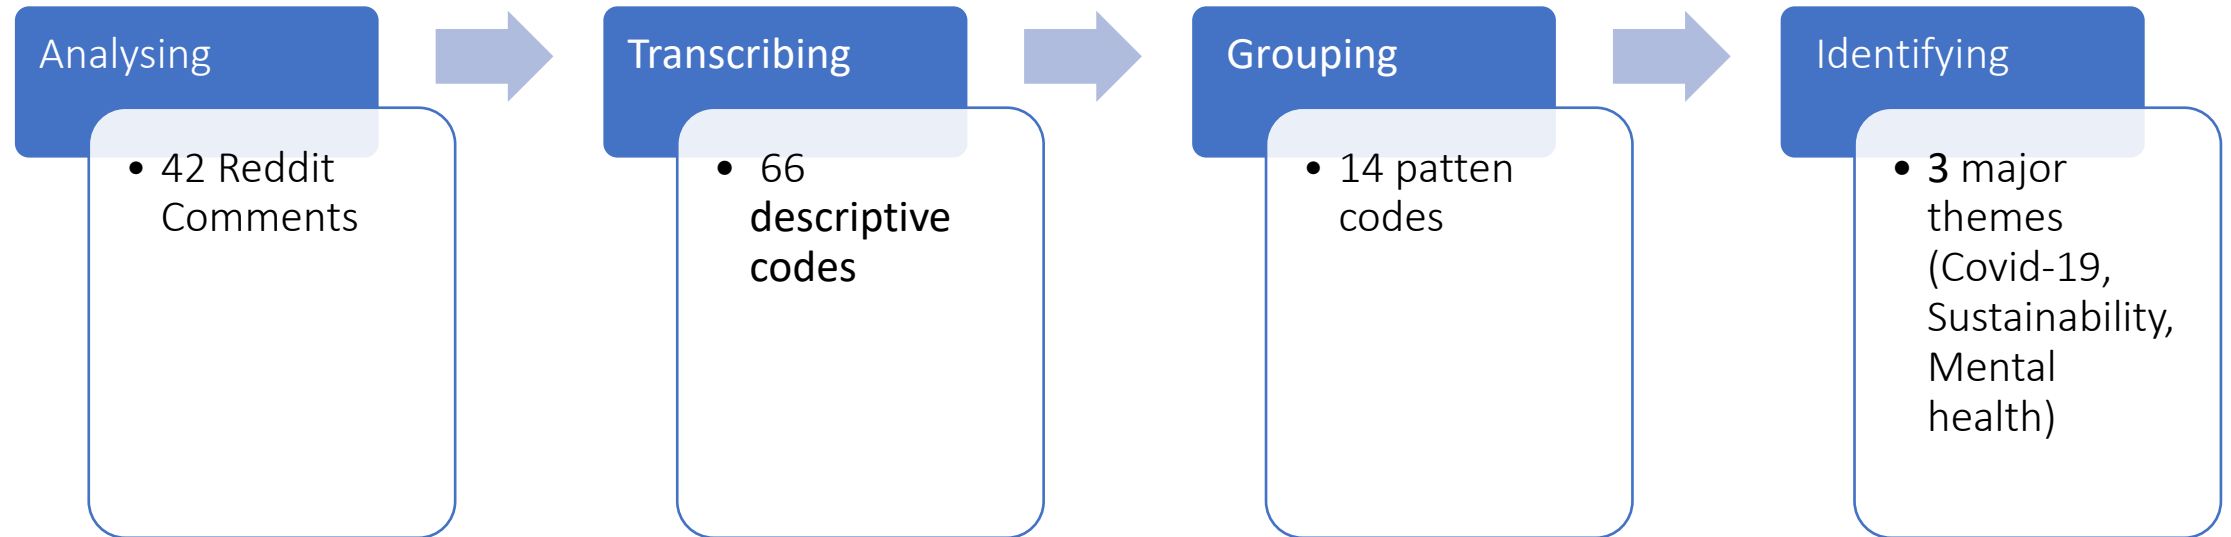 Analysing
• 42 Reddit
Comments
Transcribing
• 66
descriptive
codes
Grouping
• 14 patten
codes
Identifying
• 3 major
themes
(Covid-19,
Sustainability,
Mental
health)